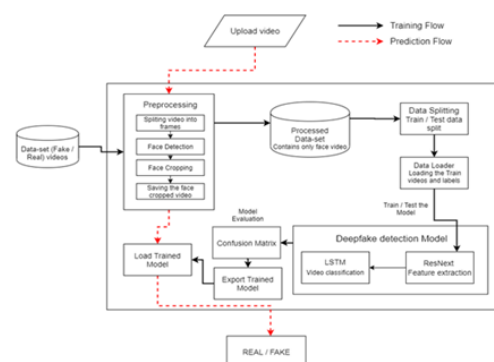 Training Flow
Prediction Flow
Upload video
Preprocessing
Spliting video into
frames
Face Detection
Face Cropping
Saving the face
cropped video
Data-set (Fake /
Real) videos
Processed
Data-set
Contains only face video
Data Splitting
Train / Test data
split
Data Loader
Loading the Train
videos and labels
Train / Test the
Model
Model
Evaluation
Deepfake detection Model
LSTM
Video classification
ResNext
Feature extraction
Confusion Matrix
Export Trained
Model
Load Trained
Model
REAL / FAKE